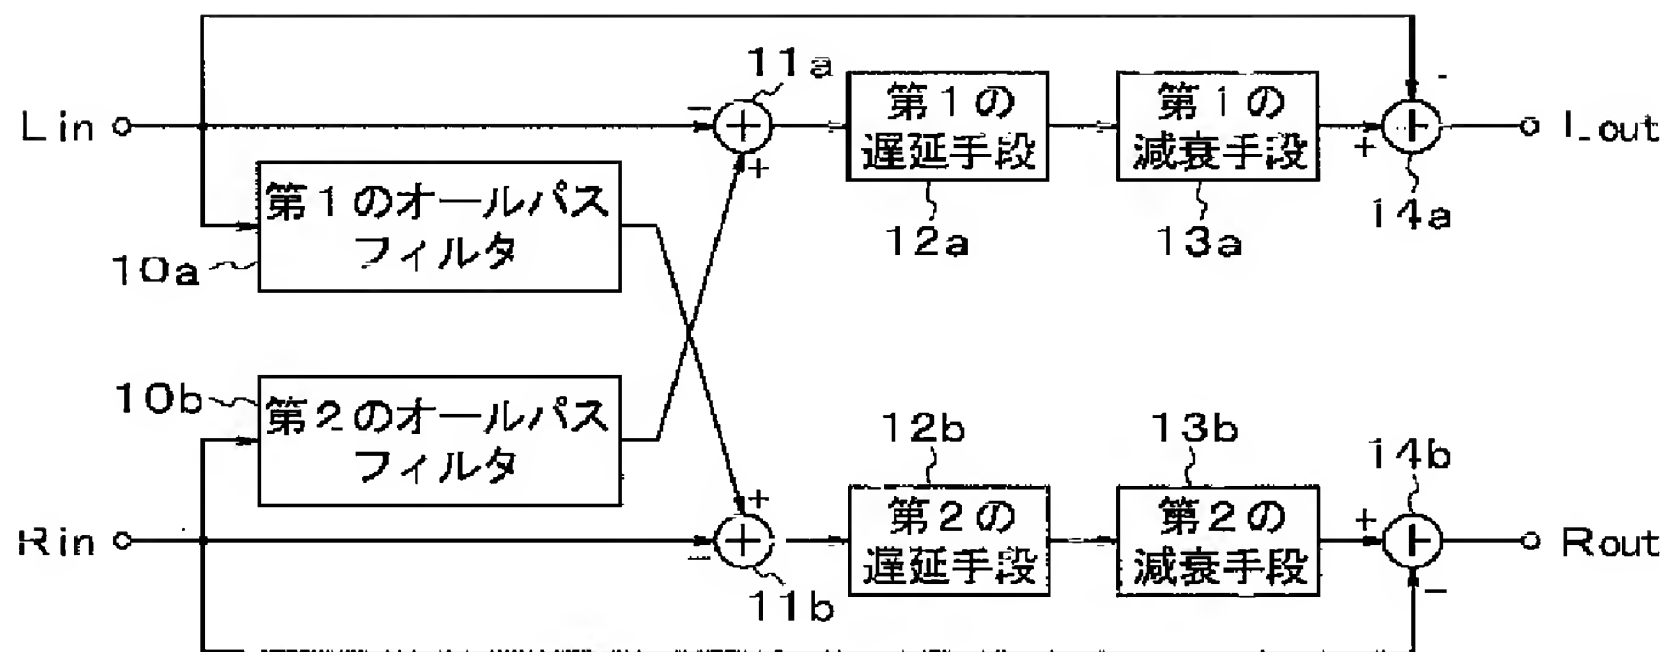 11a
− 第1の 第1の -
Lin + 遅延手段 減衰手段 + Lout
+
第1のオールパス
フィルタ
10a 12a 13a 14a
10b
第2のオールパス
フィルタ
12b 13b 14b
+ 第2の 第2の +
Rin + 遅延手段 減衰手段 + Rout
− −
11b